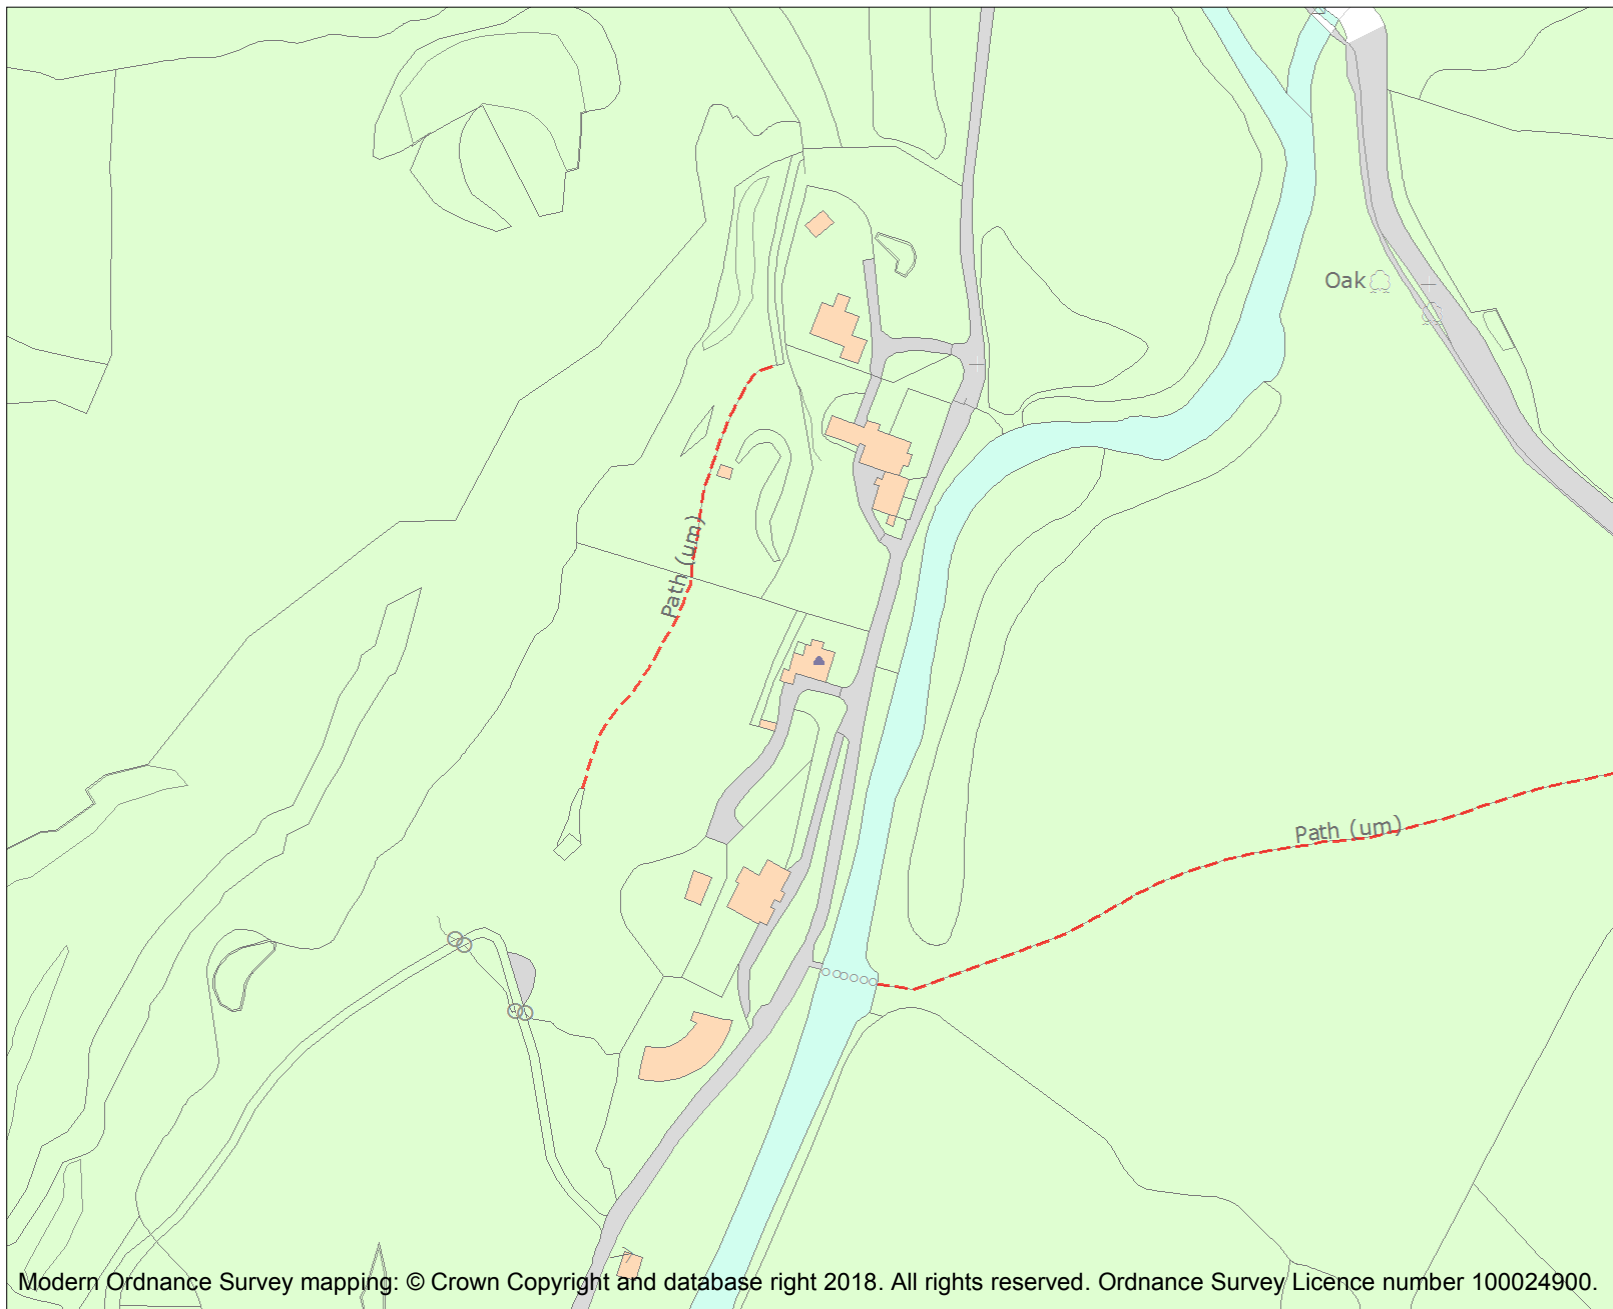 Oak
Path (um)
Path (um)
Modern Ordnance Survey mapping: © Crown Copyright and database right 2018. All rights reserved. Ordnance Survey Licence number 100024900.